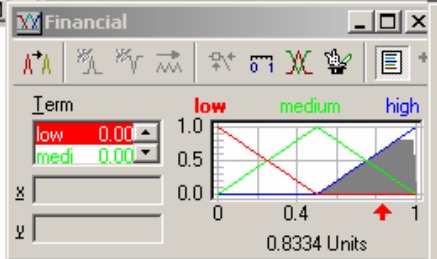 Financial
Term
low 0.00
medi 0.00
x
y
low medium high
1.0
0.5
0.0
0 0.4 1
0.8334 Units